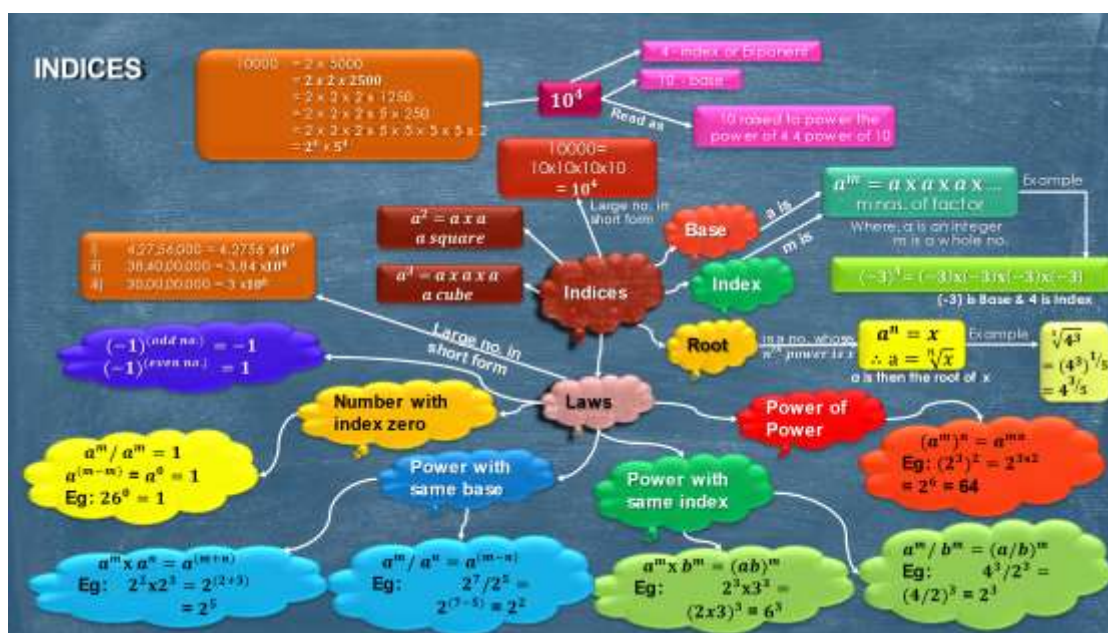 INDICES
10000 = 2 x 5000
= 2 x 2 x 2500
= 2 x 2 x 2 x 1250
= 2 x 2 x 2 x 5 x 250
= 2 x 2 x 2 x 5 x 5 x 5 x 5 x 2
= 2⁴ x 5⁴
10⁴
4 - index or Exponent
10 - base
Read as
10 raised to power the
power of 4 4 power of 10
10000=
10x10x10x10
= 10⁴
Large no. in
short form
a² = a x a
a square
a³ = a x a x a
a cube
Indices
Base
a is
Index
m is
aᵐ = a x a x a x ...
m nos. of factor
Where, a is an integer
m is a whole no.
Example
(−3)⁴ = (−3)x(−3)x(−3)x(−3)
(-3) is Base & 4 is Index
Root
is a no. whose
nᵗʰ power is x
aⁿ = x
∴ a = ⁿ√x
a is then the root of x
Example
⁵√4³
= (4³)^1/5
= 4^3/5
4,27,56,000 = 4.2756 x10⁷
38,40,00,000 = 3.84 x10⁸
30,00,00,000 = 3 x10⁸
Large no. in
short form
(−1)^(odd no.) = −1
(−1)^(even no.) = 1
Laws
Number with
index zero
aᵐ/ aᵐ = 1
a^(m−m) = a⁰ = 1
Eg: 26⁰ = 1
Power with
same base
aᵐx aⁿ = a^(m+n)
Eg: 2²x2³ = 2^(2+3)
= 2⁵
aᵐ/ aⁿ = a^(m−n)
Eg: 2⁷/2⁵ =
2^(7−5) = 2²
Power with
same index
aᵐx bᵐ = (ab)ᵐ
Eg: 2³x3³ =
(2x3)³ = 6³
aᵐ/ bᵐ = (a/b)ᵐ
Eg: 4³/2³ =
(4/2)³ = 2³
Power of
Power
(aᵐ)ⁿ = aᵐⁿ
Eg: (2³)² = 2^3x2
= 2⁶ = 64